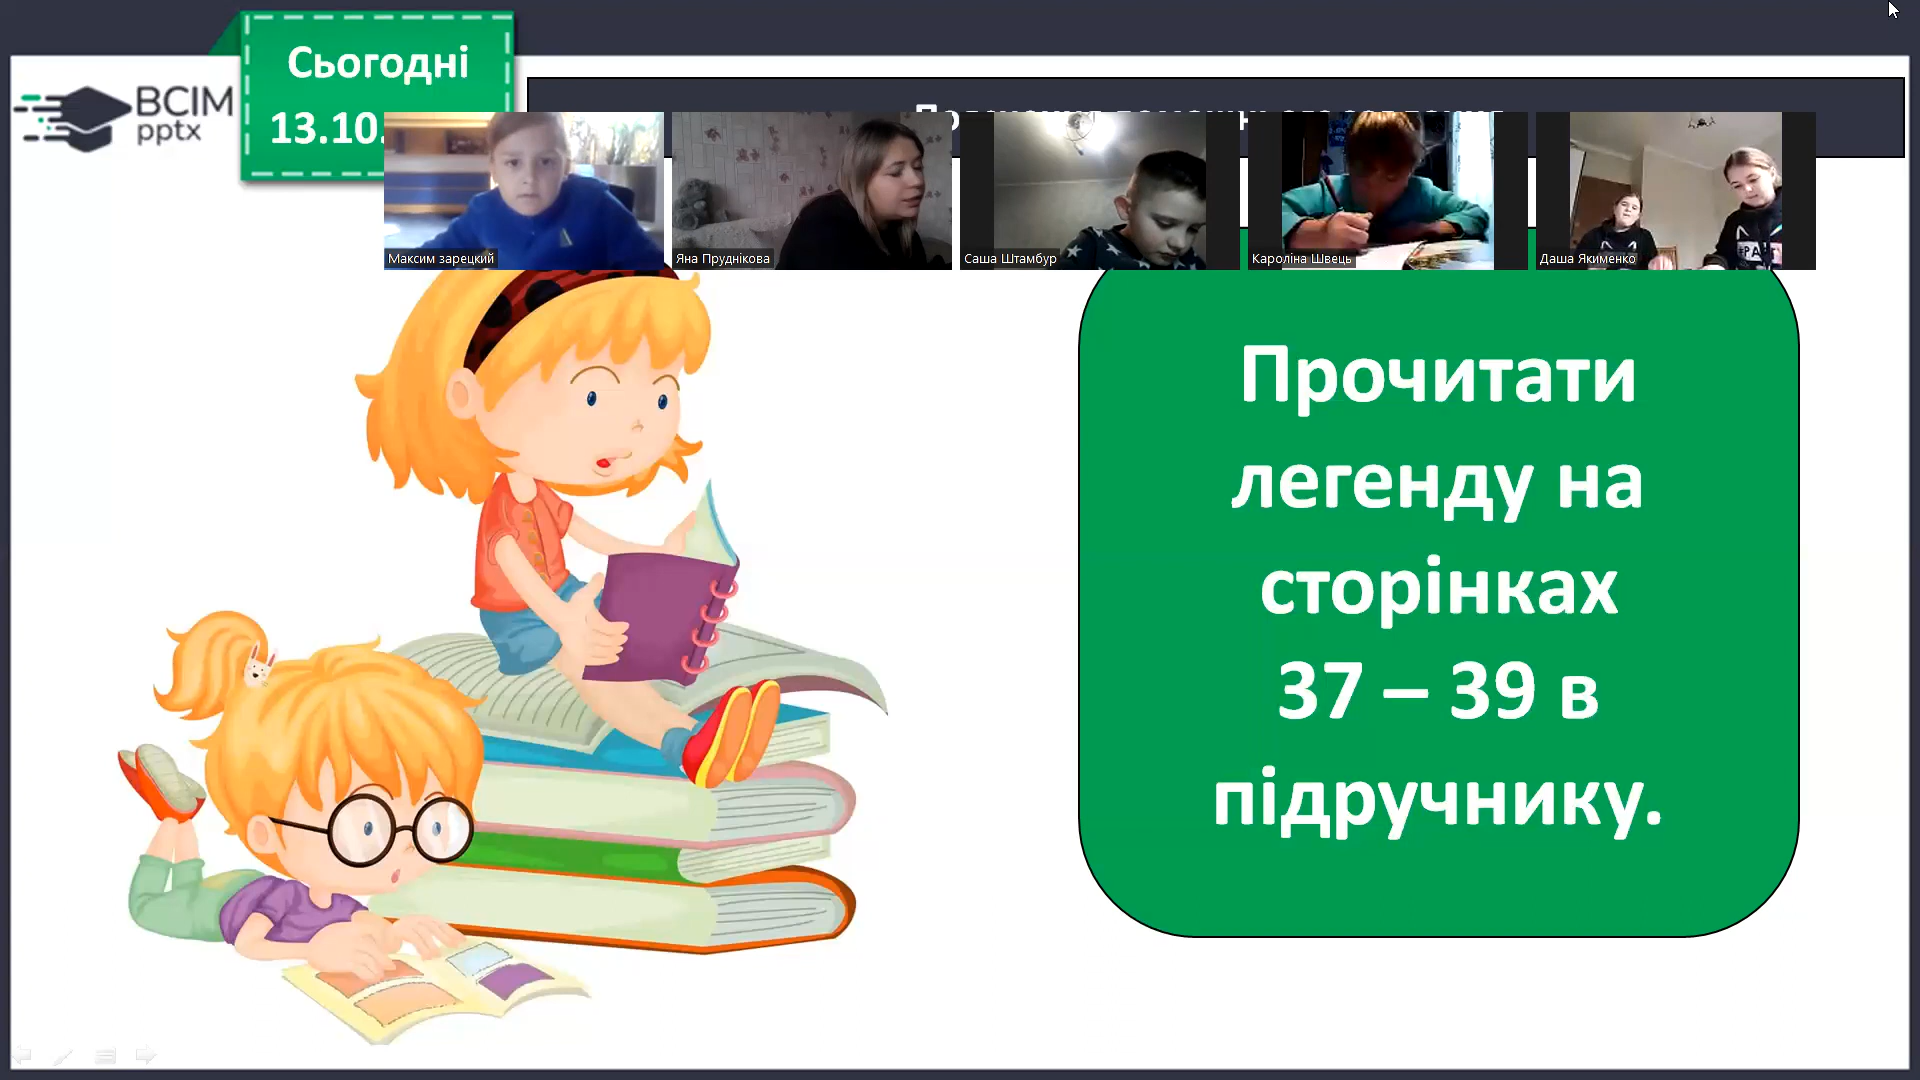 Сьогодні
13.10.
BCIM
pptx
Максим зарецкий
Яна Пруднікова
Саша Штамбур
Кароліна Швець
Даша Якименко
Прочитати
легенду на
сторінках
37 – 39 в
підручнику.